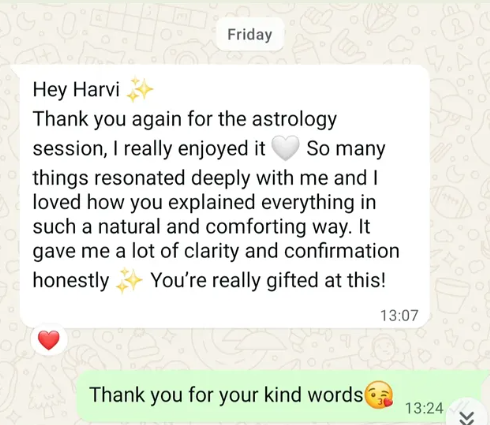 Friday
Hey Harvi ✨
Thank you again for the astrology
session, I really enjoyed it 🤍 So many
things resonated deeply with me and I
loved how you explained everything in
such a natural and comforting way. It
gave me a lot of clarity and confirmation
honestly ✨ You’re really gifted at this!
13:07
❤️
Thank you for your kind words😘
13:24